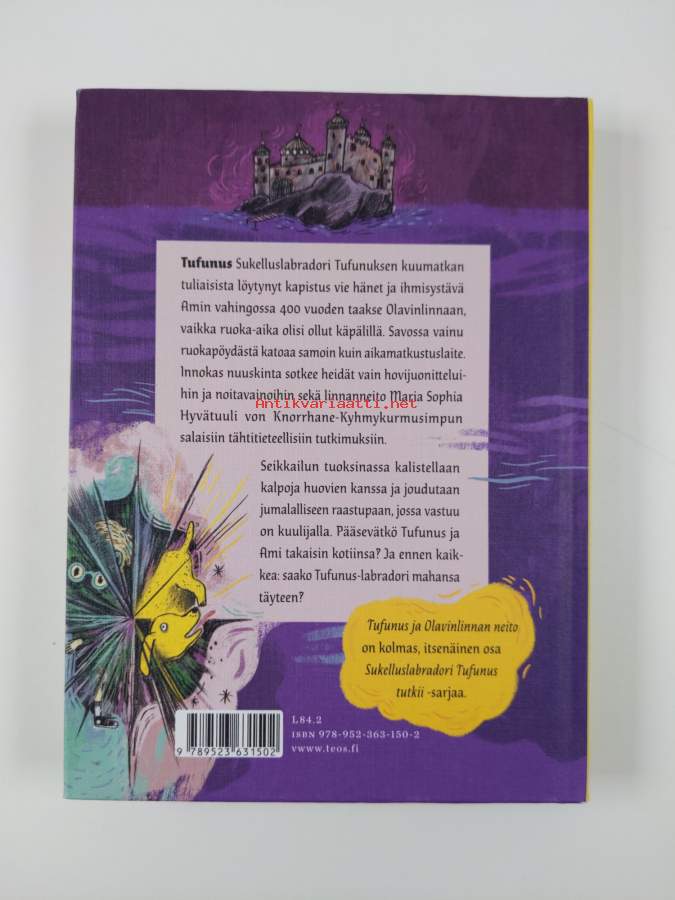 Tufunus Sukelluslabradori Tufunuksen kuumatkan
tuliaisista löytynyt kapistus vie hänet ja ihmisystävä
Amin vahingossa 400 vuoden taakse Olavinlinnaan,
vaikka ruoka-aika olisi ollut käpälillä. Savossa vainu
ruokapöydästä katoaa samoin kuin aikamatkustuslaite.
Innokas nuuskinta sotkee heidät vain hovijuonittelui-
hin ja noitavainoihin sekä linnanneito Maria Sophia
Antikvariaatti.net
Hyvätuuli von Knorrhane-Kyhmykurmusimpun
salaisiin tähtitieteellisiin tutkimuksiin.
Seikkailun tuoksinassa kalistellaan
kalpoja huovien kanssa ja joudutaan
jumalalliseen raastupaan, jossa vastuu
on kuulijalla. Pääsevätkö Tufunus ja
Ami takaisin kotiinsa? Ja ennen kaik-
kea: saako Tufunus-labradori mahansa
täyteen?
Tufunus ja Olavinlinnan neito
on kolmas, itsenäinen osa
Sukelluslabradori Tufunus
tutkii -sarjaa.
L84.2
ISBN 978-952-363-150-2
www.teos.fi
9 789523 631502